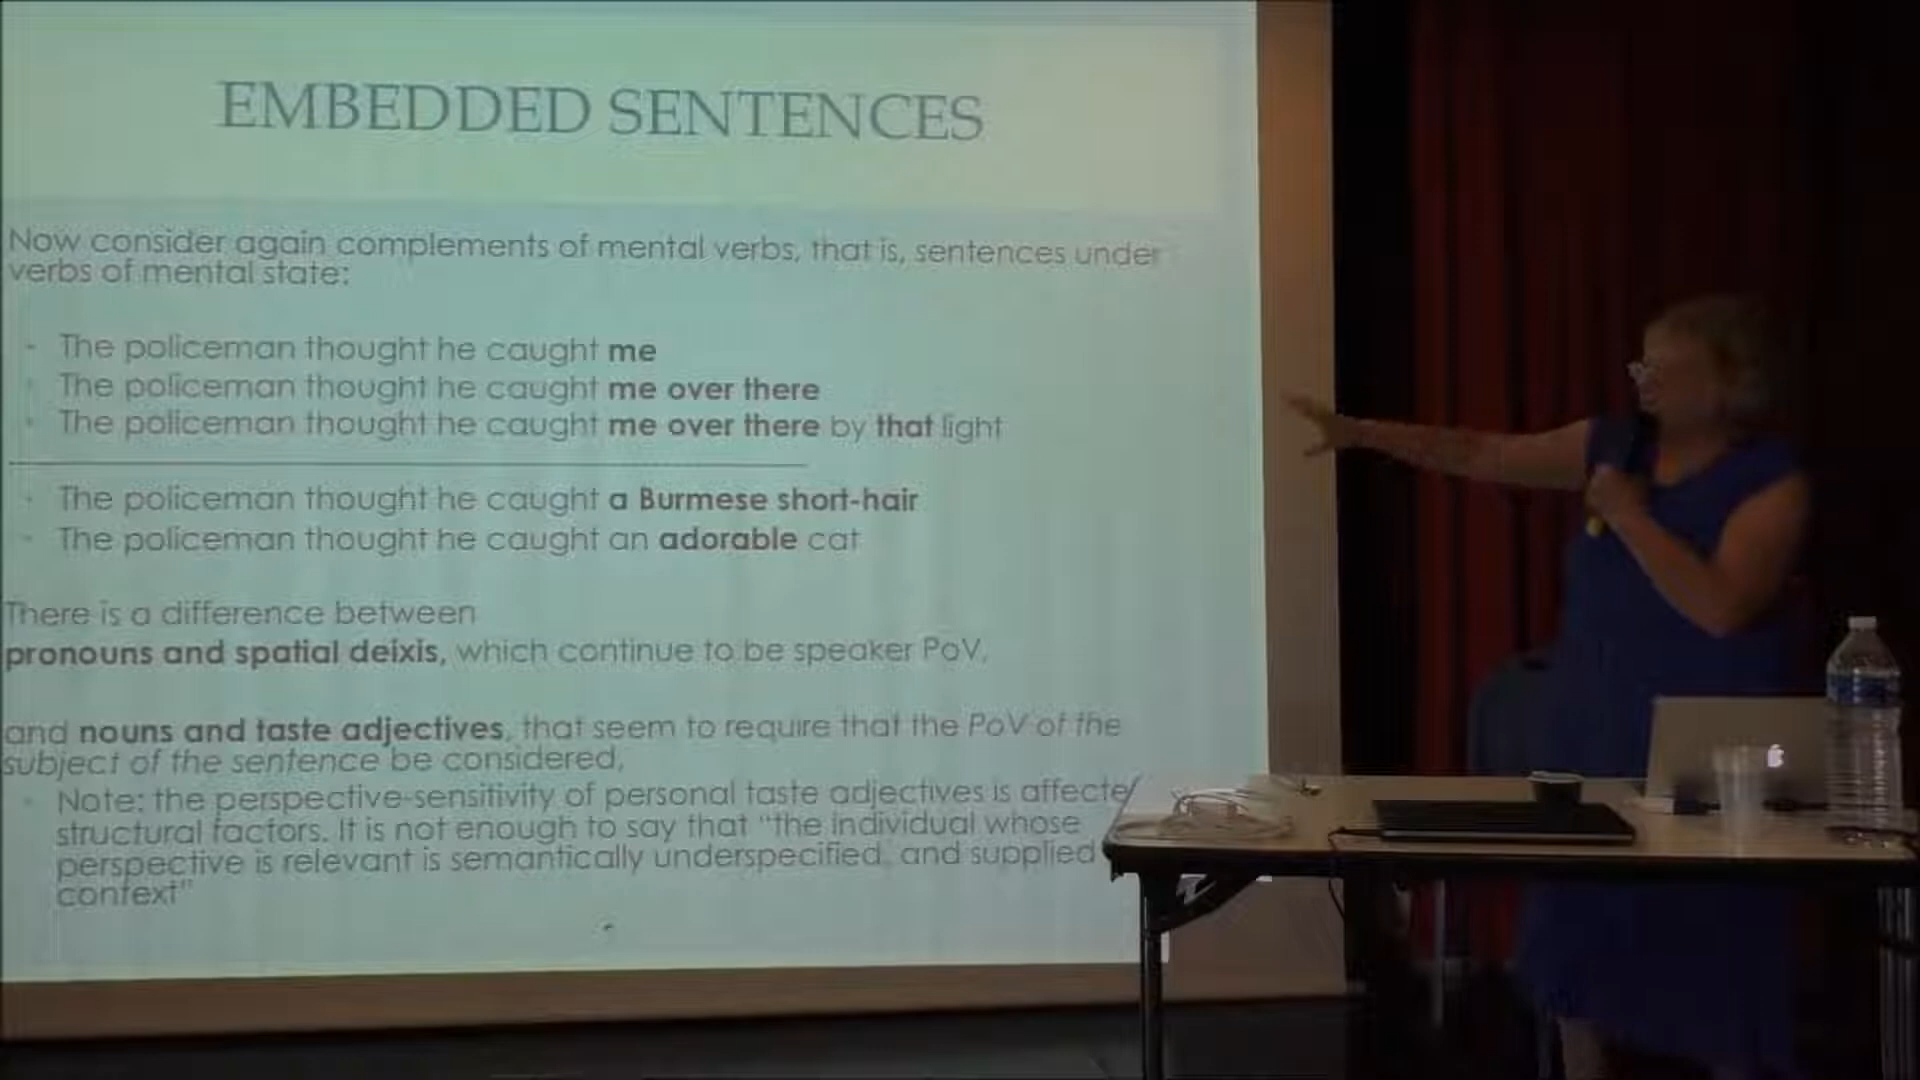 EMBEDDED SENTENCES
Now consider again complements of mental verbs, that is, sentences under
verbs of mental state:
- The policeman thought he caught me
- The policeman thought he caught me over there
- The policeman thought he caught me over there by that light
- The policeman thought he caught a Burmese short-hair
- The policeman thought he caught an adorable cat
There is a difference between
pronouns and spatial deixis, which continue to be speaker PoV,
and nouns and taste adjectives, that seem to require that the PoV of the
subject of the sentence be considered,
- Note: the perspective-sensitivity of personal taste adjectives is affecte
structural factors. It is not enough to say that "the individual whose
perspective is relevant is semantically underspecified, and supplied
context"